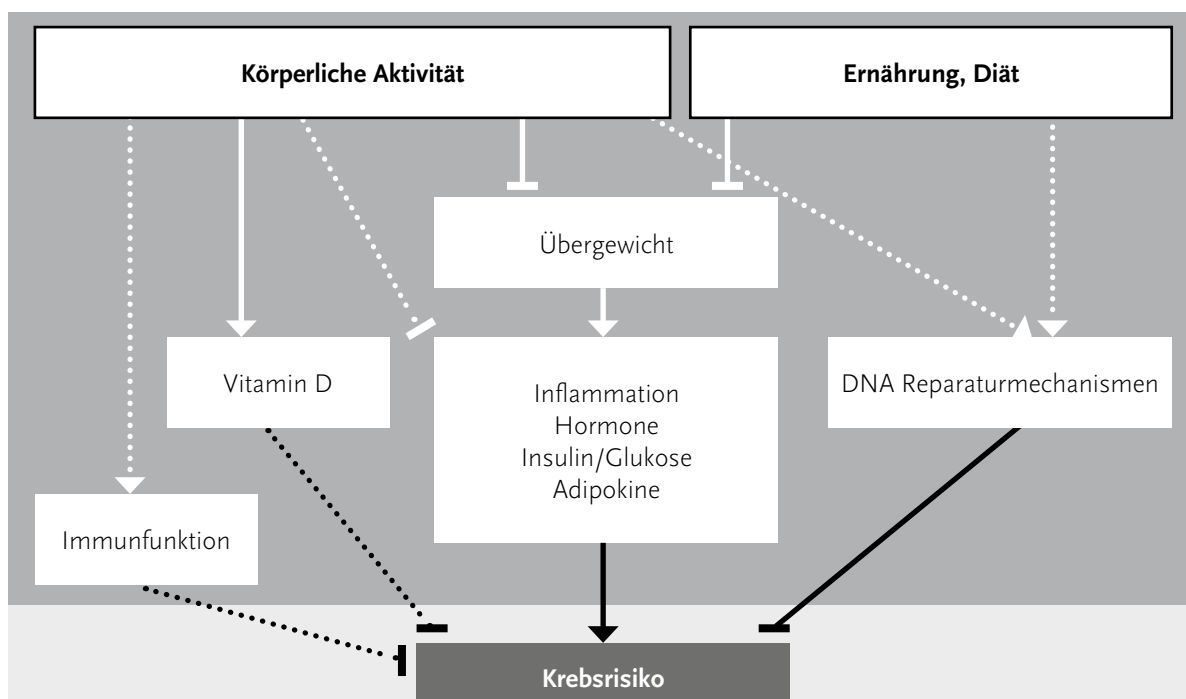 Körperliche Aktivität
Ernährung, Diät
Übergewicht
Vitamin D
Inflammation
Hormone
Insulin/Glukose
Adipokine
DNA Reparaturmechanismen
Immunfunktion
Krebsrisiko